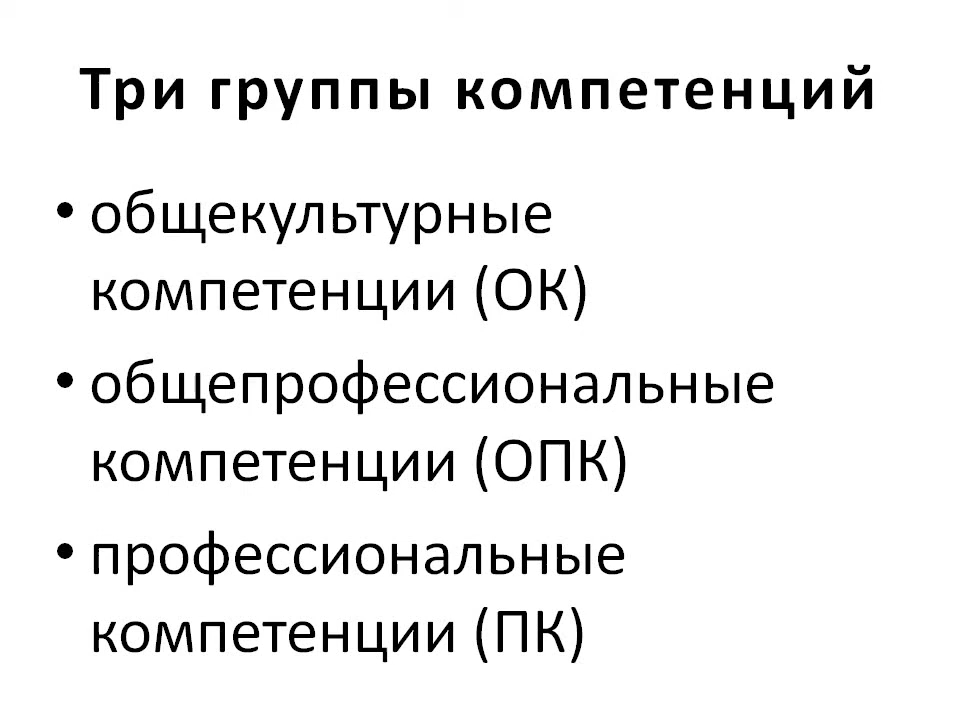 Три группы компетенций
• общекультурные
компетенции (ОК)
• общепрофессиональные
компетенции (ОПК)
• профессиональные
компетенции (ПК)